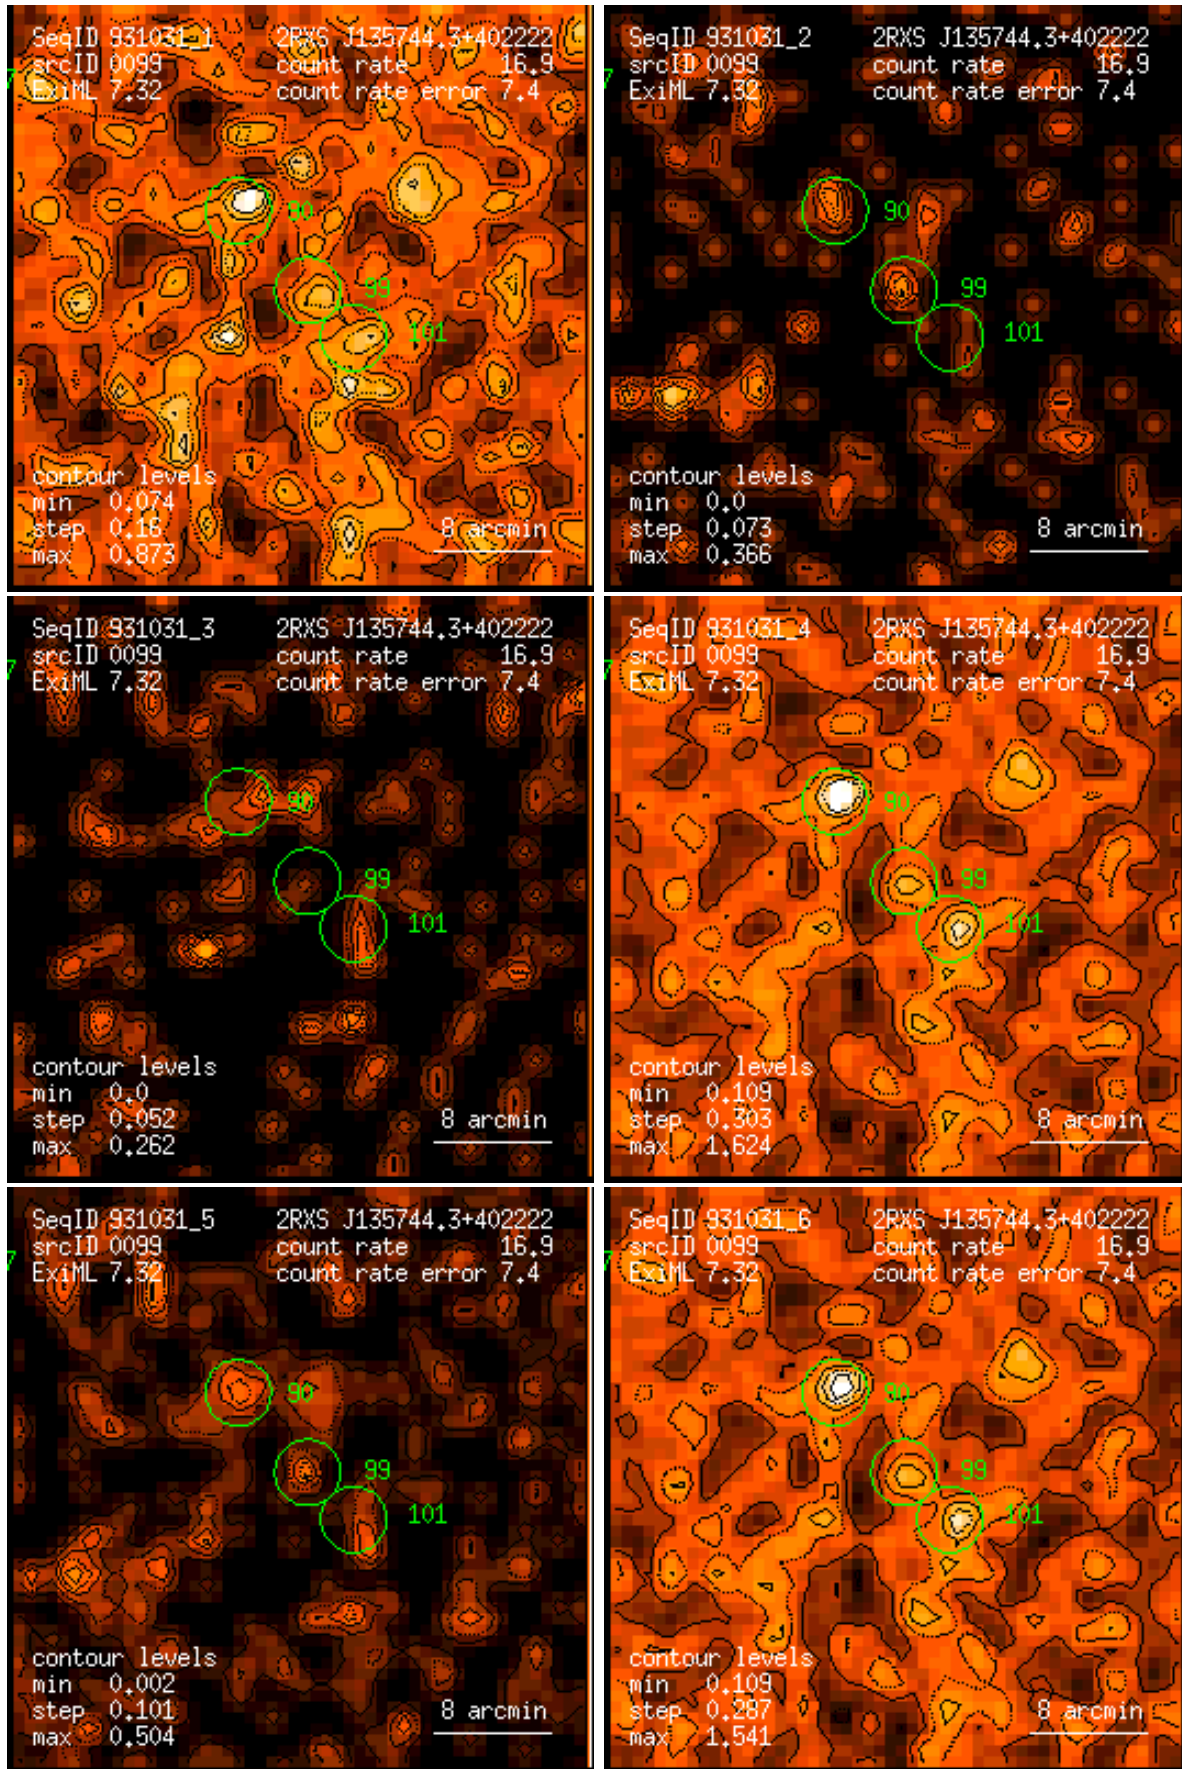 SeqID 931031_1 2RXS J135744.3+402222
srcID 0099 count rate 16.9
7 ExiML 7.32 count rate error 7.4
90
99
101
contour levels
min 0.074
step 0.16 8 arcmin
max 0.873
SeqID 931031_2 2RXS J135744.3+402222
srcID 0099 count rate 16.9
7 ExiML 7.32 count rate error 7.4
90
99
101
contour levels
min 0.0
step 0.073 8 arcmin
max 0.366
SeqID 931031_3 2RXS J135744.3+402222
srcID 0099 count rate 16.9
7 ExiML 7.32 count rate error 7.4
90
99
101
contour levels
min 0.0
step 0.052 8 arcmin
max 0.262
SeqID 931031_4 2RXS J135744.3+402222
srcID 0099 count rate 16.9
7 ExiML 7.32 count rate error 7.4
90
99
101
contour levels
min 0.109
step 0.303 8 arcmin
max 1.624
SeqID 931031_5 2RXS J135744.3+402222
srcID 0099 count rate 16.9
7 ExiML 7.32 count rate error 7.4
90
99
101
contour levels
min 0.002
step 0.101 8 arcmin
max 0.504
SeqID 931031_6 2RXS J135744.3+402222
srcID 0099 count rate 16.9
7 ExiML 7.32 count rate error 7.4
90
99
101
contour levels
min 0.109
step 0.287 8 arcmin
max 1.541